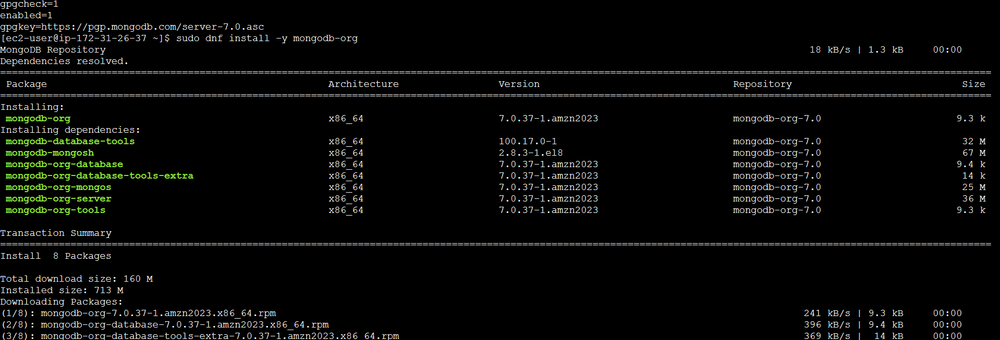 gpgcheck=1
enabled=1
gpgkey=https://pgp.mongodb.com/server-7.0.asc
[ec2-user@ip-172-31-26-37 ~]$ sudo dnf install -y mongodb-org
MongoDB Repository 18 kB/s | 1.3 kB 00:00
Dependencies resolved.
Package Architecture Version Repository Size
Installing:
mongodb-org x86_64 7.0.37-1.amzn2023 mongodb-org-7.0 9.3 k
Installing dependencies:
mongodb-database-tools x86_64 100.17.0-1 mongodb-org-7.0 32 M
mongodb-mongosh x86_64 2.8.3-1.el8 mongodb-org-7.0 67 M
mongodb-org-database x86_64 7.0.37-1.amzn2023 mongodb-org-7.0 9.4 k
mongodb-org-database-tools-extra x86_64 7.0.37-1.amzn2023 mongodb-org-7.0 14 k
mongodb-org-mongos x86_64 7.0.37-1.amzn2023 mongodb-org-7.0 25 M
mongodb-org-server x86_64 7.0.37-1.amzn2023 mongodb-org-7.0 36 M
mongodb-org-tools x86_64 7.0.37-1.amzn2023 mongodb-org-7.0 9.3 k
Transaction Summary
Install 8 Packages
Total download size: 160 M
Installed size: 713 M
Downloading Packages:
(1/8): mongodb-org-7.0.37-1.amzn2023.x86_64.rpm 241 kB/s | 9.3 kB 00:00
(2/8): mongodb-org-database-7.0.37-1.amzn2023.x86_64.rpm 396 kB/s | 9.4 kB 00:00
(3/8): mongodb-org-database-tools-extra-7.0.37-1.amzn2023.x86_64.rpm 369 kB/s | 14 kB 00:00